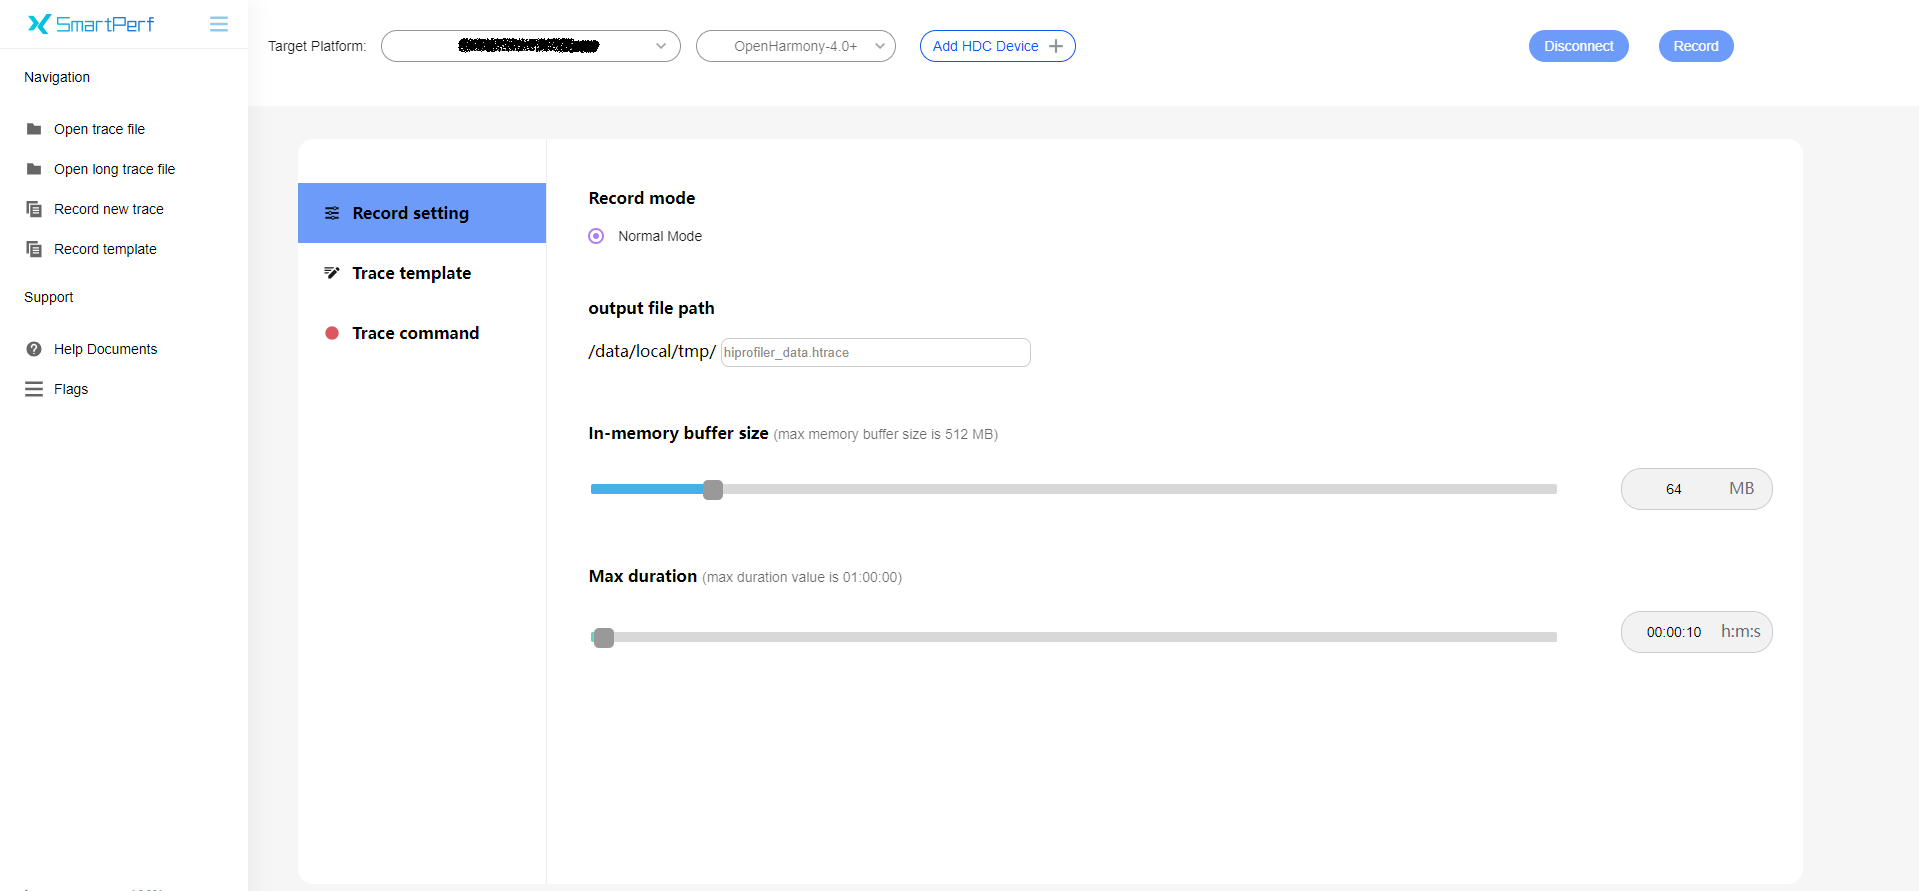 SmartPerf
Target Platform:
OpenHarmony-4.0+
Add HDC Device
Disconnect
Record
Navigation
Open trace file
Open long trace file
Record new trace
Record template
Support
Help Documents
Flags
Record setting
Trace template
Trace command
Record mode
Normal Mode
output file path
/data/local/tmp/ hiprofiler_data.htrace
In-memory buffer size (max memory buffer size is 512 MB)
64 MB
Max duration (max duration value is 01:00:00)
00:00:10 h:m:s